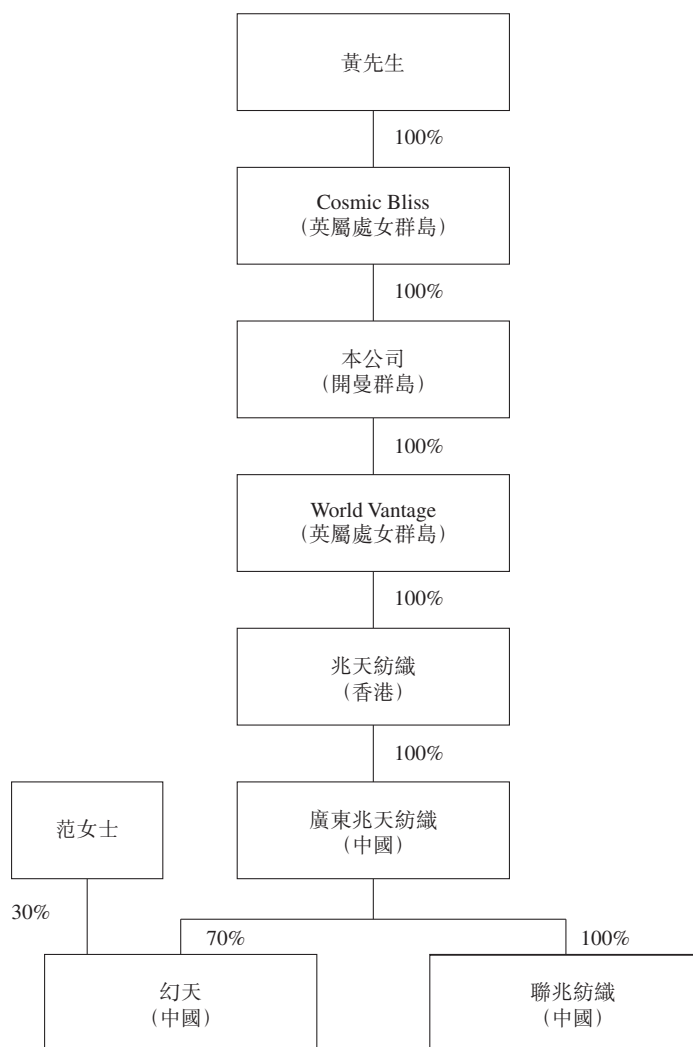 黃先生
100%
Cosmic Bliss
（英屬處女群島）
100%
本公司
（開曼群島）
100%
World Vantage
（英屬處女群島）
100%
兆天紡織
（香港）
100%
范女士
廣東兆天紡織
（中國）
30%
70%
100%
幻天
（中國）
聯兆紡織
（中國）